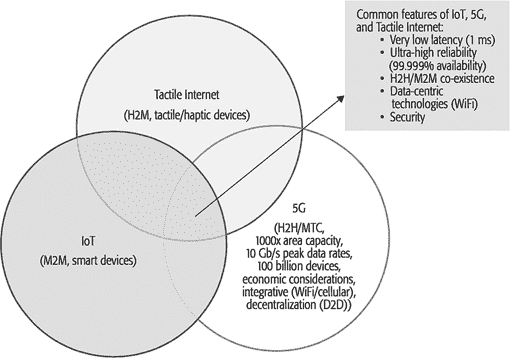 Common features of IoT, 5G,
and Tactile Internet:
• Very low latency (1 ms)
• Ultra-high reliability
(99.999% availability)
• H2H/M2M co-existence
• Data-centric
technologies (WiFi)
• Security
Tactile Internet
(H2M, tactile/haptic devices)
IoT
(M2M, smart devices)
5G
(H2H/MTC,
1000x area capacity,
10 Gb/s peak data rates,
100 billion devices,
economic considerations,
integrative (WiFi/cellular),
decentralization (D2D))